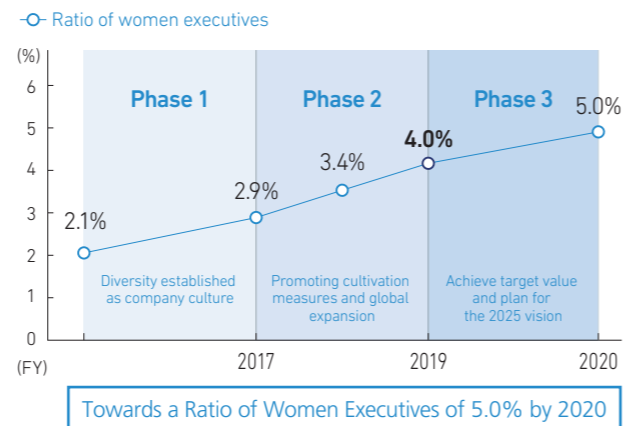 Ratio of women executives
(%)
6
5
4
3
2
1
0
(FY)
Phase 1
Phase 2
Phase 3
2.1%
2.9%
3.4%
4.0%
5.0%
Diversity established
as company culture
Promoting cultivation
measures and global
expansion
Achieve target value
and plan for
the 2025 vision
2017
2019
2020
Towards a Ratio of Women Executives of 5.0% by 2020